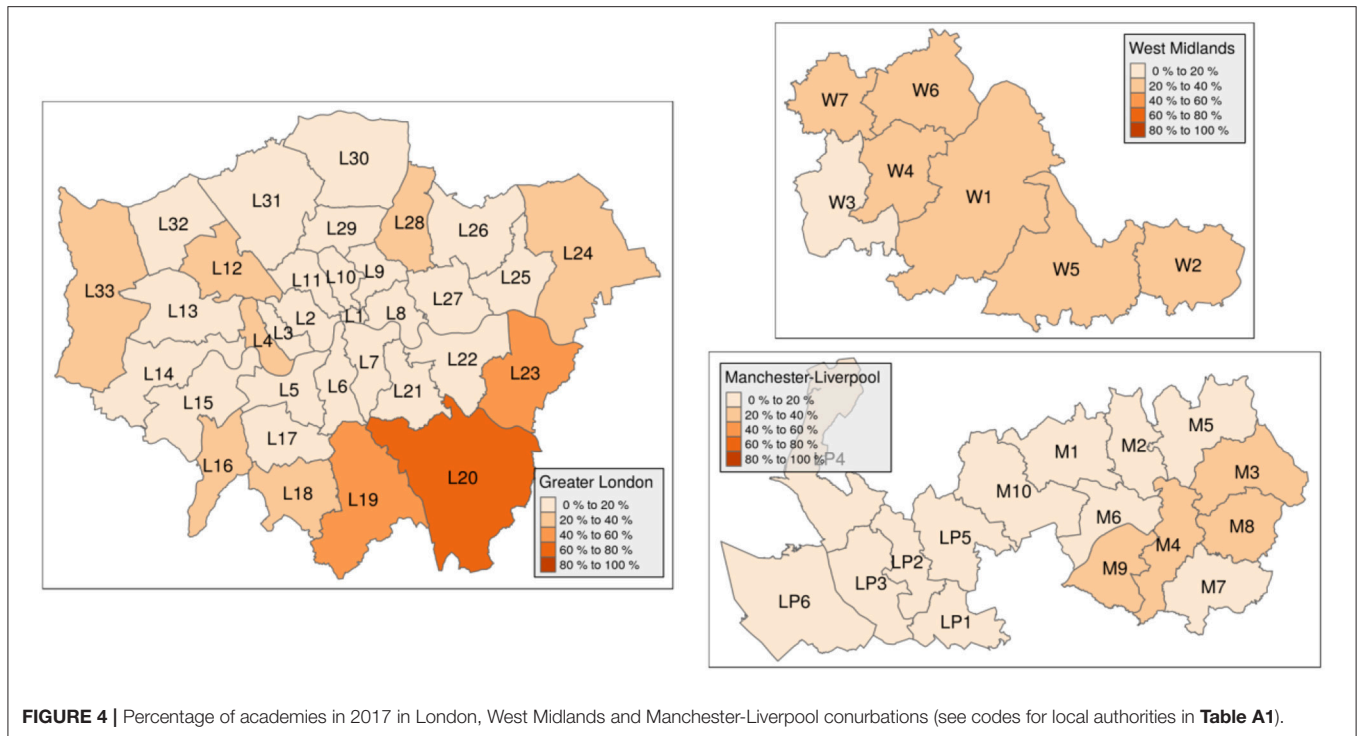 Greater London
0 % to 20 %
20 % to 40 %
40 % to 60 %
60 % to 80 %
80 % to 100 %
L30
L31
L32
L29
L28
L26
L24
L12
L33
L11
L10
L9
L25
L13
L27
L2
L1
L8
L3
L4
L7
L22
L14
L5
L6
L21
L23
L15
L17
L16
L18
L19
L20
West Midlands
0 % to 20 %
20 % to 40 %
40 % to 60 %
60 % to 80 %
80 % to 100 %
W7
W6
W4
W3
W1
W5
W2
Manchester-Liverpool
0 % to 20 %
20 % to 40 %
40 % to 60 %
60 % to 80 %
80 % to 100 %
LP4
M5
M1
M2
M3
M10
M6
M8
M4
M9
M7
LP5
LP2
LP3
LP6
LP1
FIGURE 4 | Percentage of academies in 2017 in London, West Midlands and Manchester-Liverpool conurbations (see codes for local authorities in Table A1).